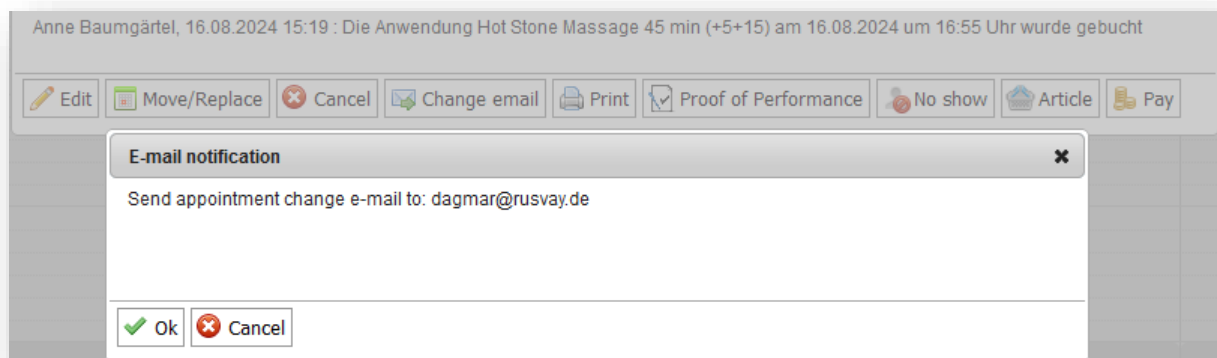 Anne Baumgärtel, 16.08.2024 15:19 : Die Anwendung Hot Stone Massage 45 min (+5+15) am 16.08.2024 um 16:55 Uhr wurde gebucht
Edit Move/Replace Cancel Change email Print Proof of Performance No show Article Pay
E-mail notification
Send appointment change e-mail to: dagmar@rusvay.de
Ok Cancel